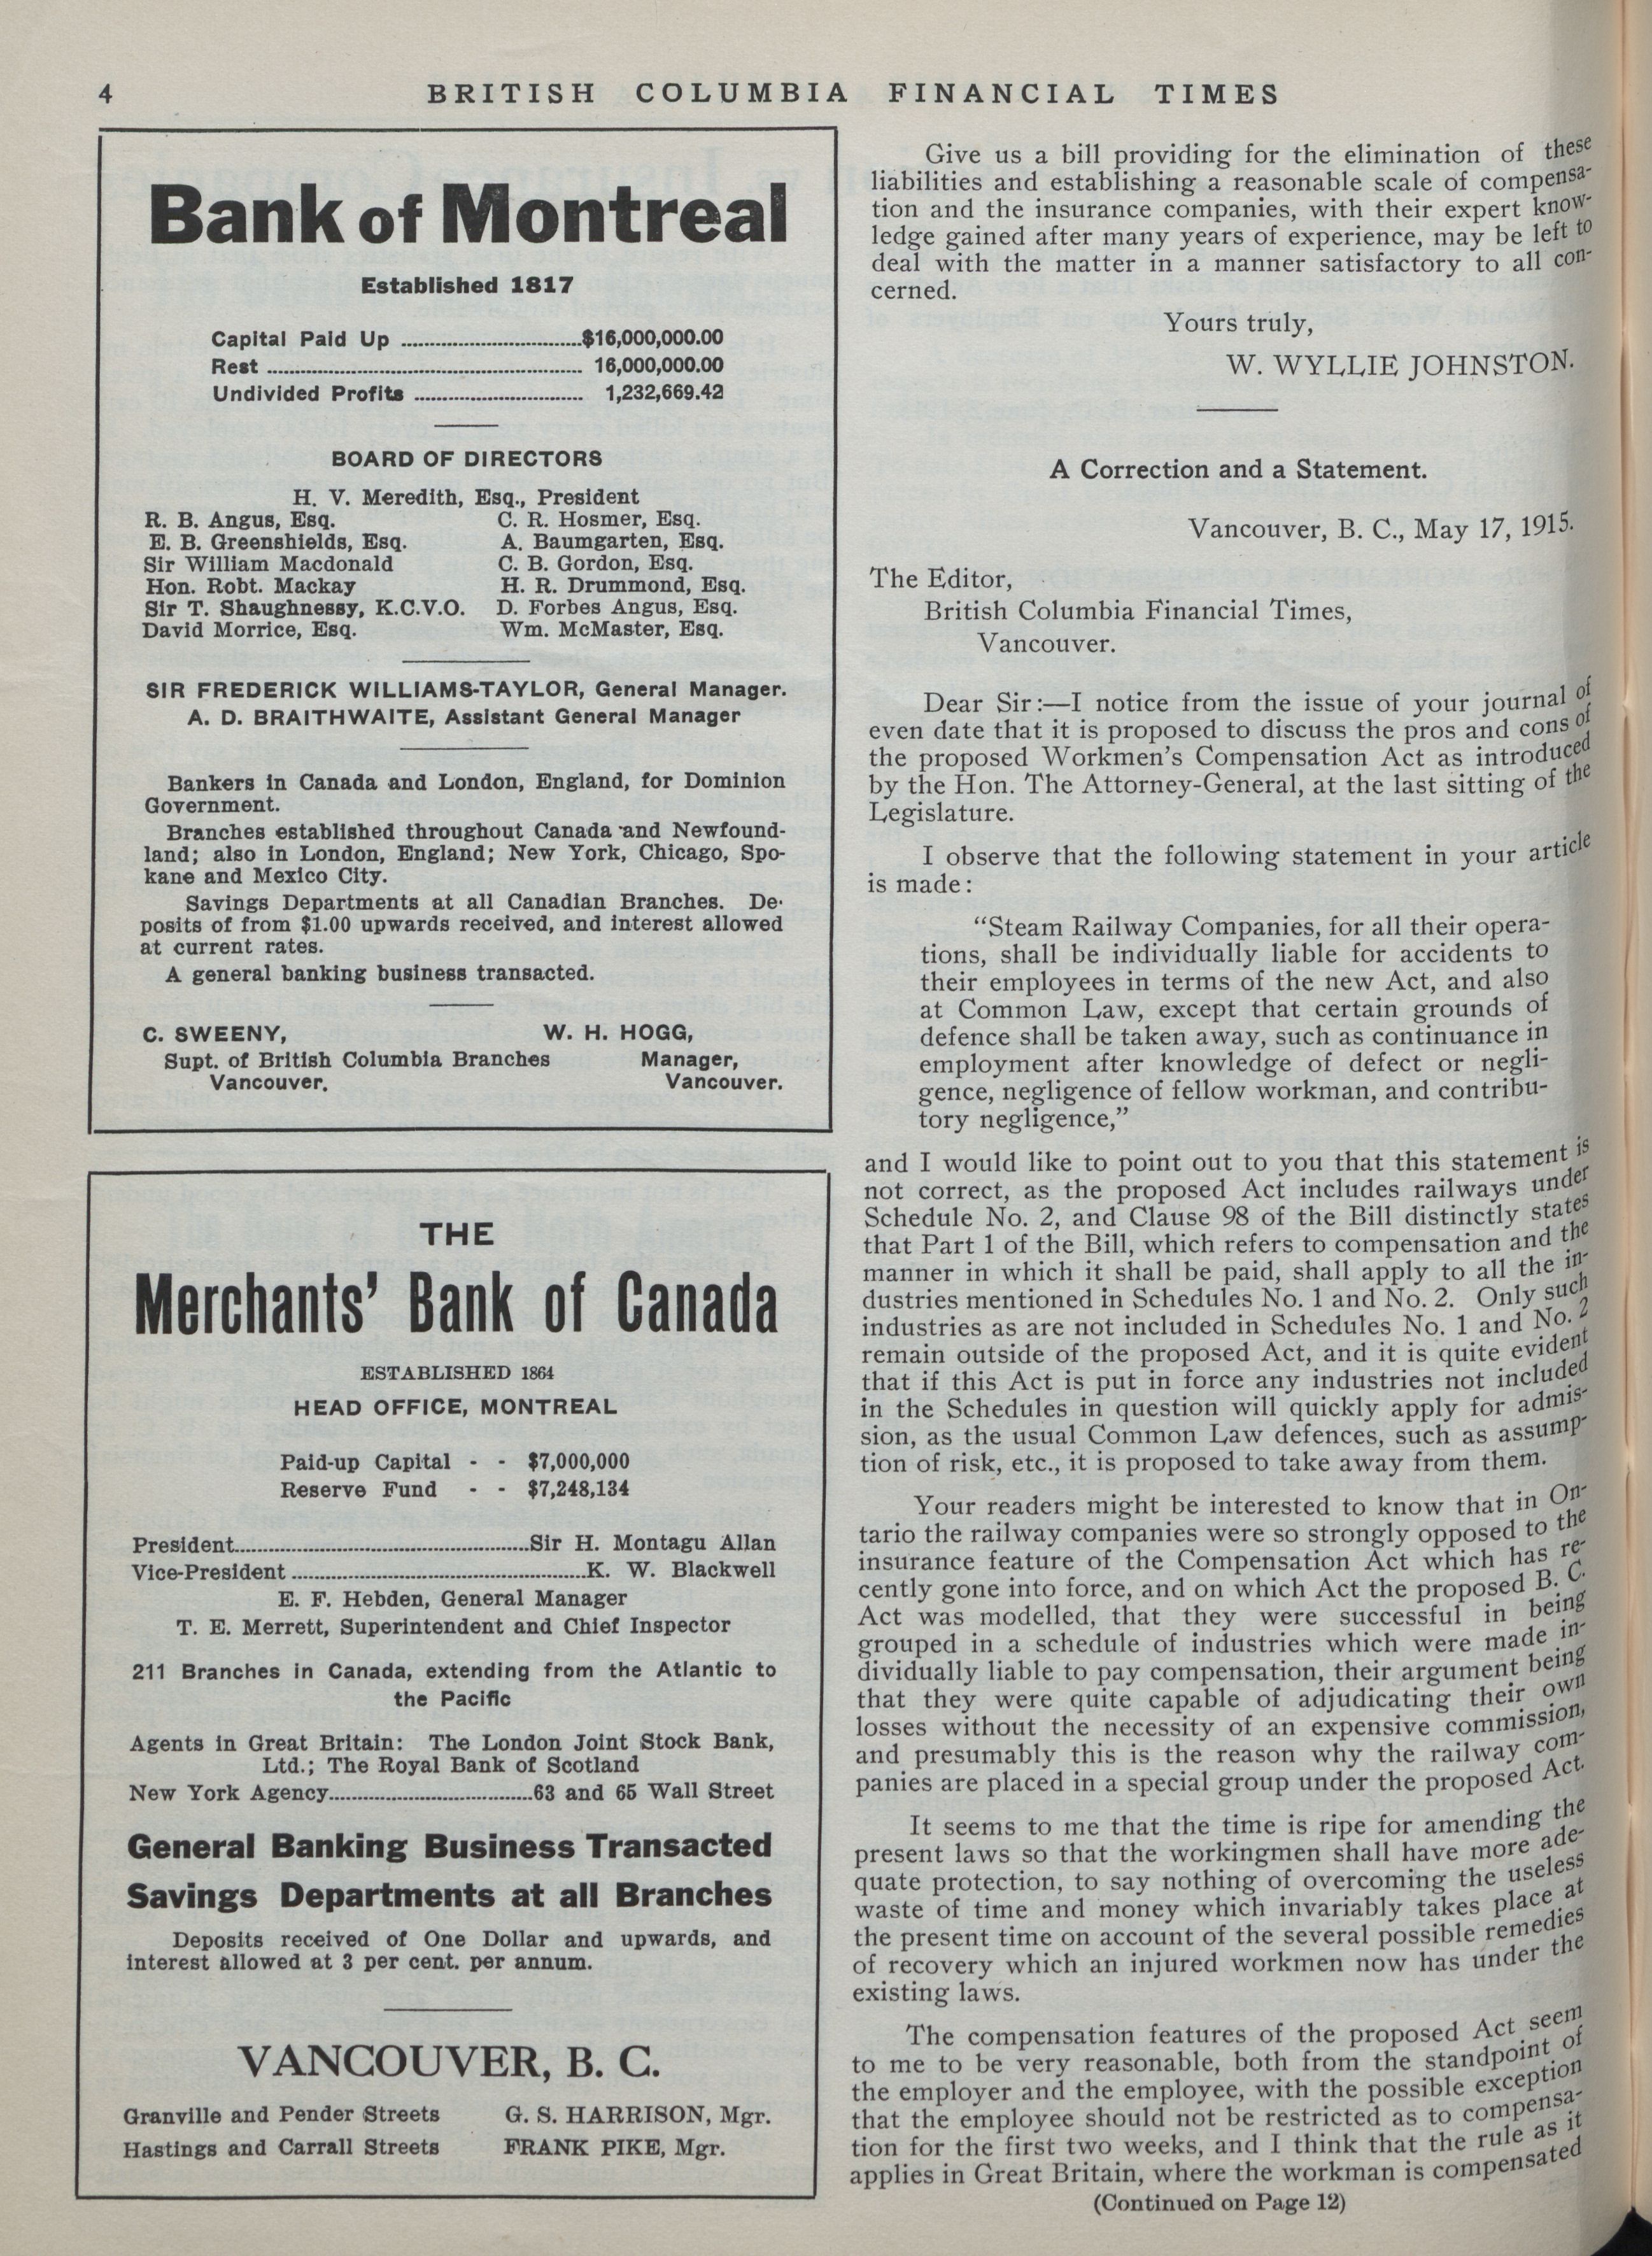 4
BRITISH COLUMBIA FINANCIAL TIMES
Bank of Montreal
Established 1817
Capital Paid Up ................................$16,000,000.00
Rest ........................................................ 16,000,000.00
Undivided Profits .............................. 1,232,669.42
BOARD OF DIRECTORS
H. V. Meredith, Esq., President
R. B. Angus, Esq. C. R. Hosmer, Esq.
E. B. Greenshields, Esq. A. Baumgarten, Esq.
Sir William Macdonald C. B. Gordon, Esq.
Hon. Robt. Mackay H. R. Drummond, Esq.
Sir T. Shaughnessy, K.C.V.O. D. Forbes Angus, Esq.
David Morrice, Esq. Wm. McMaster, Esq.
SIR FREDERICK WILLIAMS-TAYLOR, General Manager.
A. D. BRAITHWAITE, Assistant General Manager
Bankers in Canada and London, England, for Dominion
Government.
Branches established throughout Canada and Newfound-
land; also in London, England; New York, Chicago, Spo-
kane and Mexico City.
Savings Departments at all Canadian Branches. De-
posits of from $1.00 upwards received, and interest allowed
at current rates.
A general banking business transacted.
C. SWEENY, W. H. HOGG,
Supt. of British Columbia Branches Manager,
Vancouver. Vancouver.
THE
Merchants' Bank of Canada
ESTABLISHED 1864
HEAD OFFICE, MONTREAL
Paid-up Capital - - $7,000,000
Reserve Fund - - $7,248,134
President....................................................Sir H. Montagu Allan
Vice-President ....................................................K. W. Blackwell
E. F. Hebden, General Manager
T. E. Merrett, Superintendent and Chief Inspector
211 Branches in Canada, extending from the Atlantic to
the Pacific
Agents in Great Britain: The London Joint Stock Bank,
Ltd.; The Royal Bank of Scotland
New York Agency....................................63 and 65 Wall Street
General Banking Business Transacted
Savings Departments at all Branches
Deposits received of One Dollar and upwards, and
interest allowed at 3 per cent. per annum.
VANCOUVER, B. C.
Granville and Pender Streets G. S. HARRISON, Mgr.
Hastings and Carrall Streets FRANK PIKE, Mgr.
Give us a bill providing for the elimination of these
liabilities and establishing a reasonable scale of compensa-
tion and the insurance companies, with their expert know-
ledge gained after many years of experience, may be left to
deal with the matter in a manner satisfactory to all con-
cerned.
Yours truly,
W. WYLLIE JOHNSTON.
A Correction and a Statement.
Vancouver, B. C., May 17, 1915.
The Editor,
British Columbia Financial Times,
Vancouver.
Dear Sir:—I notice from the issue of your journal of
even date that it is proposed to discuss the pros and cons of
the proposed Workmen's Compensation Act as introduced
by the Hon. The Attorney-General, at the last sitting of the
Legislature.
I observe that the following statement in your article
is made:
"Steam Railway Companies, for all their opera-
tions, shall be individually liable for accidents to
their employees in terms of the new Act, and also
at Common Law, except that certain grounds of
defence shall be taken away, such as continuance in
employment after knowledge of defect or negli-
gence, negligence of fellow workman, and contribu-
tory negligence,"
and I would like to point out to you that this statement is
not correct, as the proposed Act includes railways under
Schedule No. 2, and Clause 98 of the Bill distinctly states
that Part 1 of the Bill, which refers to compensation and the
manner in which it shall be paid, shall apply to all the in-
dustries mentioned in Schedules No. 1 and No. 2. Only such
industries as are not included in Schedules No. 1 and No. 2
remain outside of the proposed Act, and it is quite evident
that if this Act is put in force any industries not included
in the Schedules in question will quickly apply for admis-
sion, as the usual Common Law defences, such as assump-
tion of risk, etc., it is proposed to take away from them.
Your readers might be interested to know that in On-
tario the railway companies were so strongly opposed to the
insurance feature of the Compensation Act which has re-
cently gone into force, and on which Act the proposed B. C.
Act was modelled, that they were successful in being
grouped in a schedule of industries which were made in-
dividually liable to pay compensation, their argument being
that they were quite capable of adjudicating their own
losses without the necessity of an expensive commission,
and presumably this is the reason why the railway com-
panies are placed in a special group under the proposed Act.
It seems to me that the time is ripe for amending the
present laws so that the workingmen shall have more ade-
quate protection, to say nothing of overcoming the useless
waste of time and money which invariably takes place at
the present time on account of the several possible remedies
of recovery which an injured workmen now has under the
existing laws.
The compensation features of the proposed Act seem
to me to be very reasonable, both from the standpoint of
the employer and the employee, with the possible exception
that the employee should not be restricted as to compensa-
tion for the first two weeks, and I think that the rule as it
applies in Great Britain, where the workman is compensated
(Continued on Page 12)